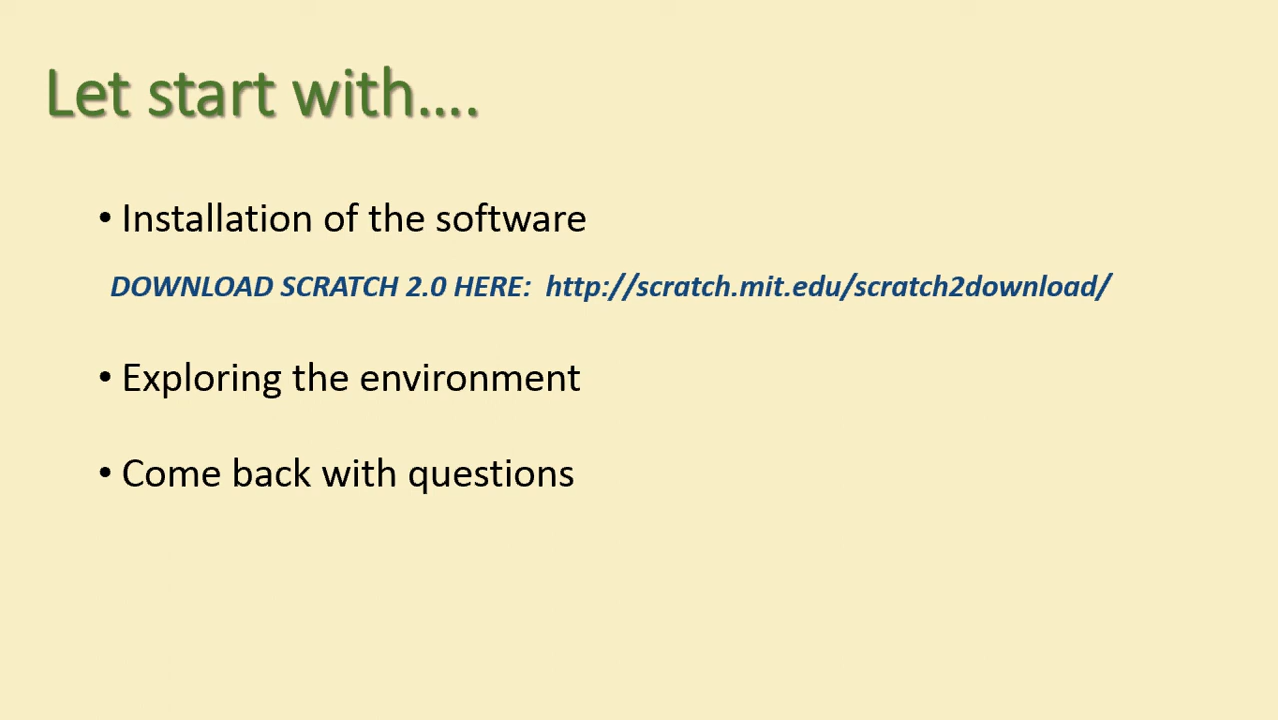 Let start with....
• Installation of the software
DOWNLOAD SCRATCH 2.0 HERE: http://scratch.mit.edu/scratch2download/
• Exploring the environment
• Come back with questions